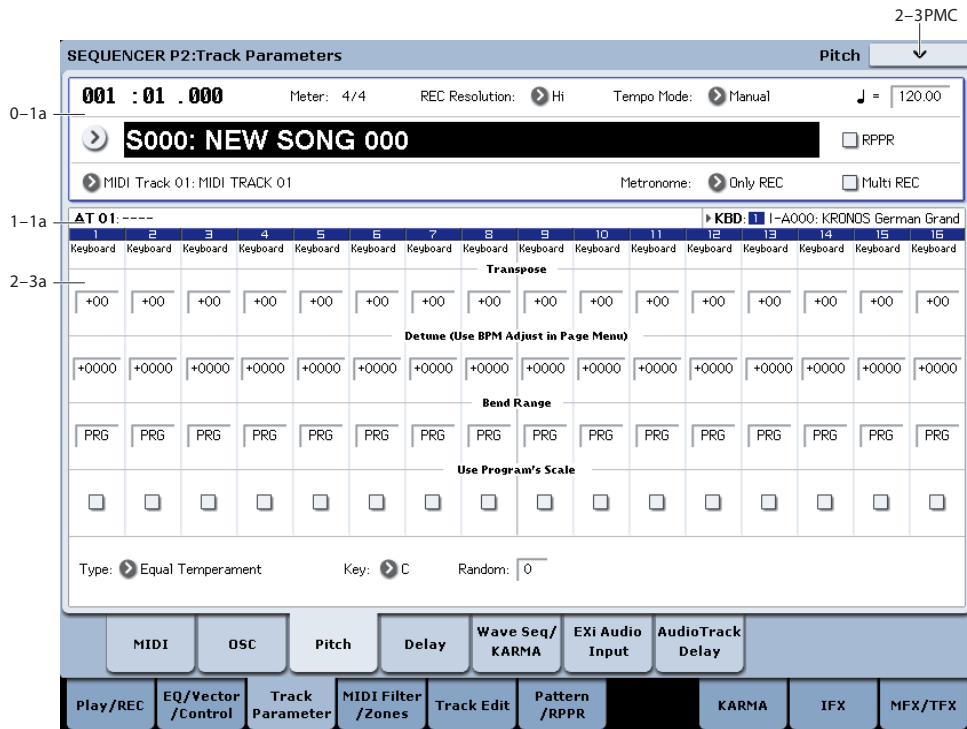 2–3PMC
SEQUENCER P2:Track Parameters Pitch
001 :01 .000 Meter: 4/4 REC Resolution: Hi Tempo Mode: Manual ♩ = 120.00
0–1a
S000: NEW SONG 000 RPPR
MIDI Track 01: MIDI TRACK 01 Metronome: Only REC Multi REC
1–1a
AT 01: ---- KBD: 1 I-A000: KRONOS German Grand
1 2 3 4 5 6 7 8 9 10 11 12 13 14 15 16
Keyboard Keyboard Keyboard Keyboard Keyboard Keyboard Keyboard Keyboard Keyboard Keyboard Keyboard Keyboard Keyboard Keyboard Keyboard Keyboard
Transpose
2–3a
+00 +00 +00 +00 +00 +00 +00 +00 +00 +00 +00 +00 +00 +00 +00 +00
Detune (Use BPM Adjust in Page Menu)
+0000 +0000 +0000 +0000 +0000 +0000 +0000 +0000 +0000 +0000 +0000 +0000 +0000 +0000 +0000 +0000
Bend Range
PRG PRG PRG PRG PRG PRG PRG PRG PRG PRG PRG PRG PRG PRG PRG PRG
Use Program's Scale
Type: Equal Temperament Key: C Random: 0
MIDI OSC Pitch Delay Wave Seq/ KARMA EXi Audio Input AudioTrack Delay
Play/REC EQ/Vector /Control Track Parameter MIDI Filter /Zones Track Edit Pattern /RPPR KARMA IFX MFX/TFX